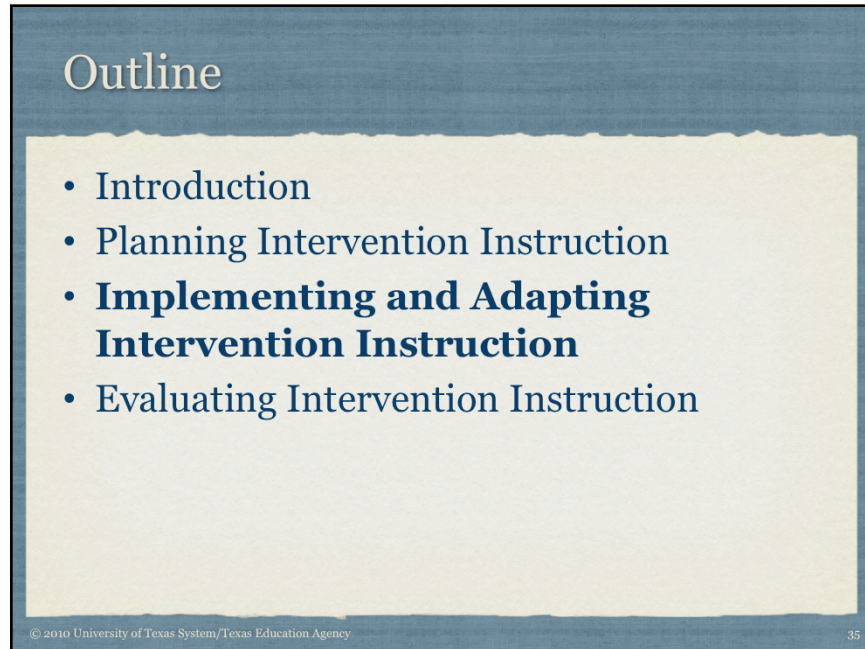 Outline
• Introduction
• Planning Intervention Instruction
• Implementing and Adapting
Intervention Instruction
• Evaluating Intervention Instruction
© 2010 University of Texas System/Texas Education Agency
35